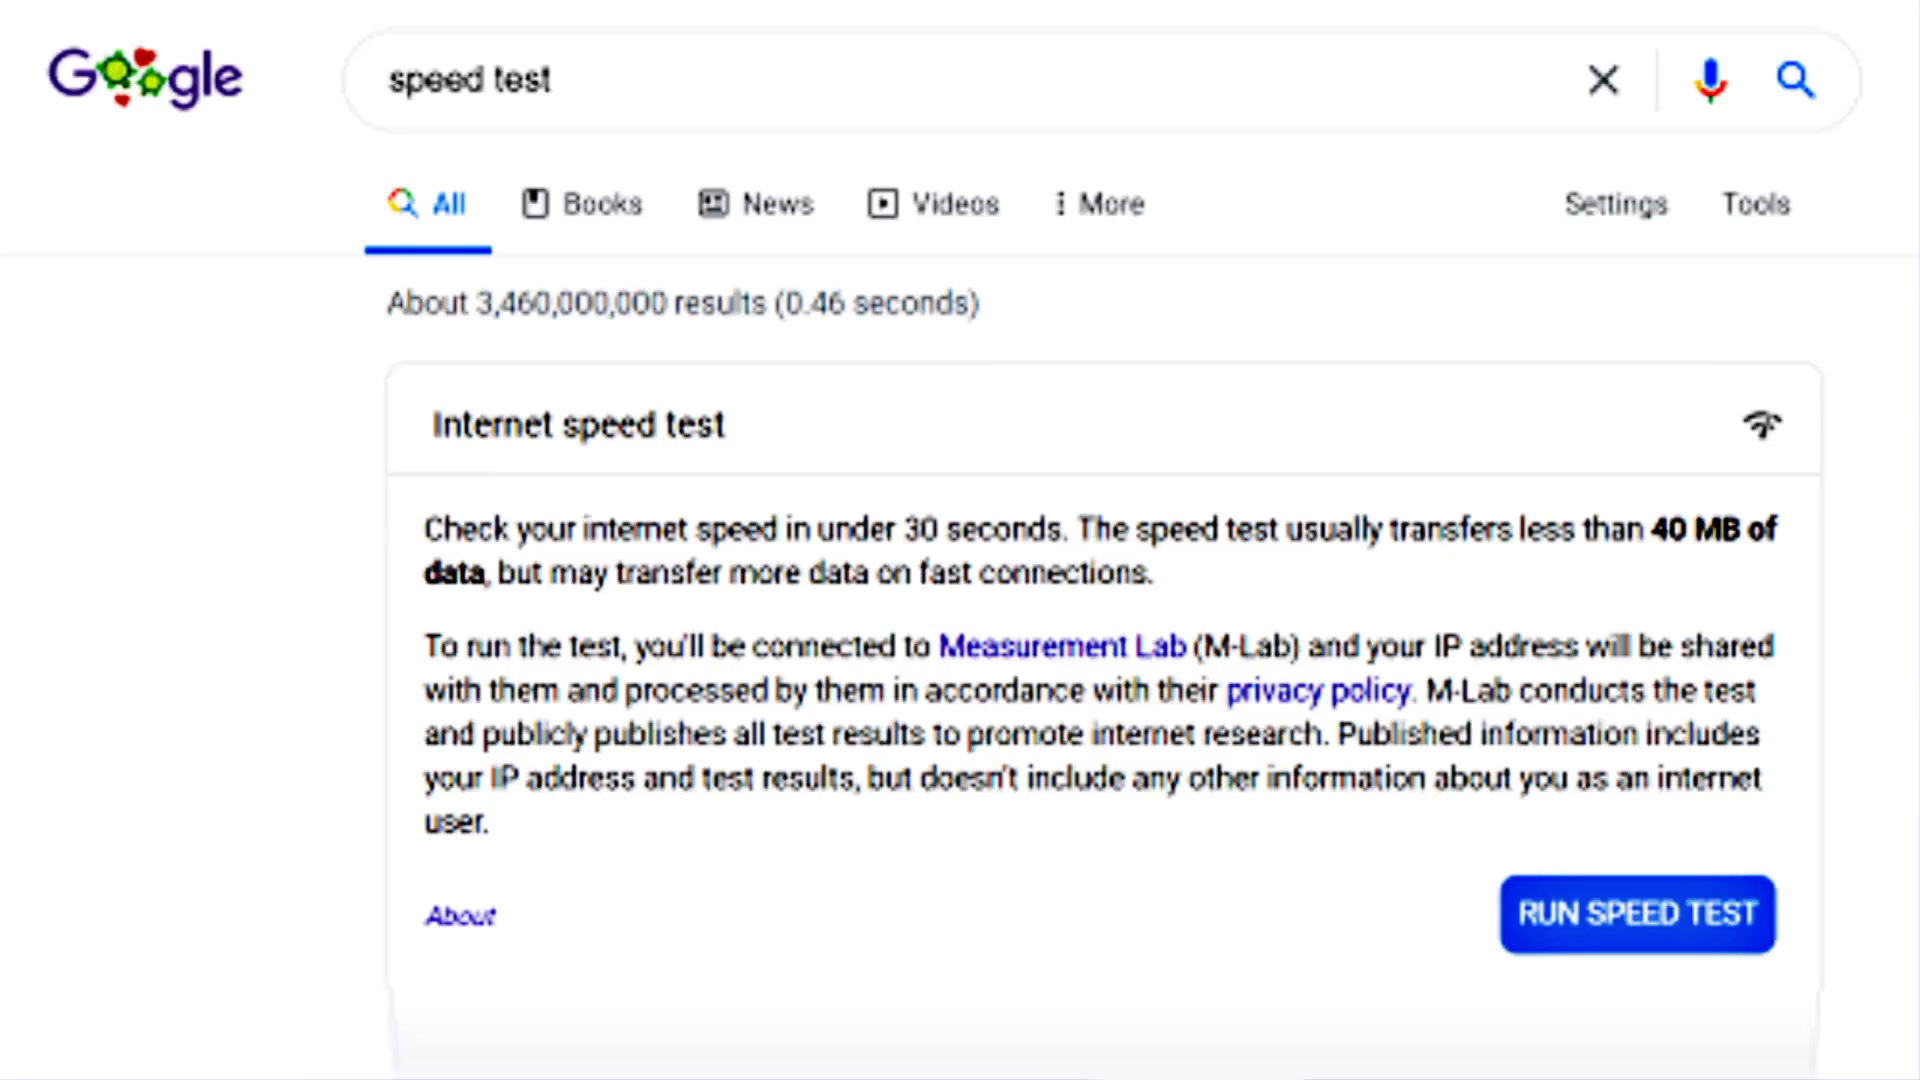 Google
speed test
All Books News Videos More Settings Tools
About 3,460,000,000 results (0.46 seconds)
Internet speed test
Check your internet speed in under 30 seconds. The speed test usually transfers less than 40 MB of
data, but may transfer more data on fast connections.
To run the test, you'll be connected to Measurement Lab (M-Lab) and your IP address will be shared
with them and processed by them in accordance with their privacy policy. M-Lab conducts the test
and publicly publishes all test results to promote internet research. Published information includes
your IP address and test results, but doesn't include any other information about you as an internet
user.
About
RUN SPEED TEST